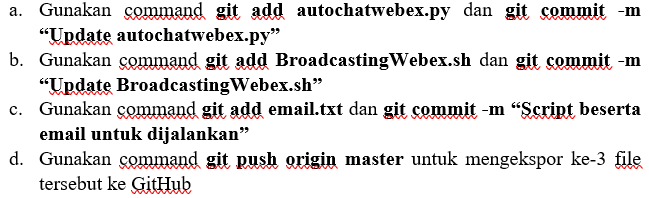 a. Gunakan command git add autochatwebex.py dan git commit -m
“Update autochatwebex.py”
b. Gunakan command git add BroadcastingWebex.sh dan git commit -m
“Update BroadcastingWebex.sh”
c. Gunakan command git add email.txt dan git commit -m “Script beserta
email untuk dijalankan”
d. Gunakan command git push origin master untuk mengekspor ke-3 file
tersebut ke GitHub